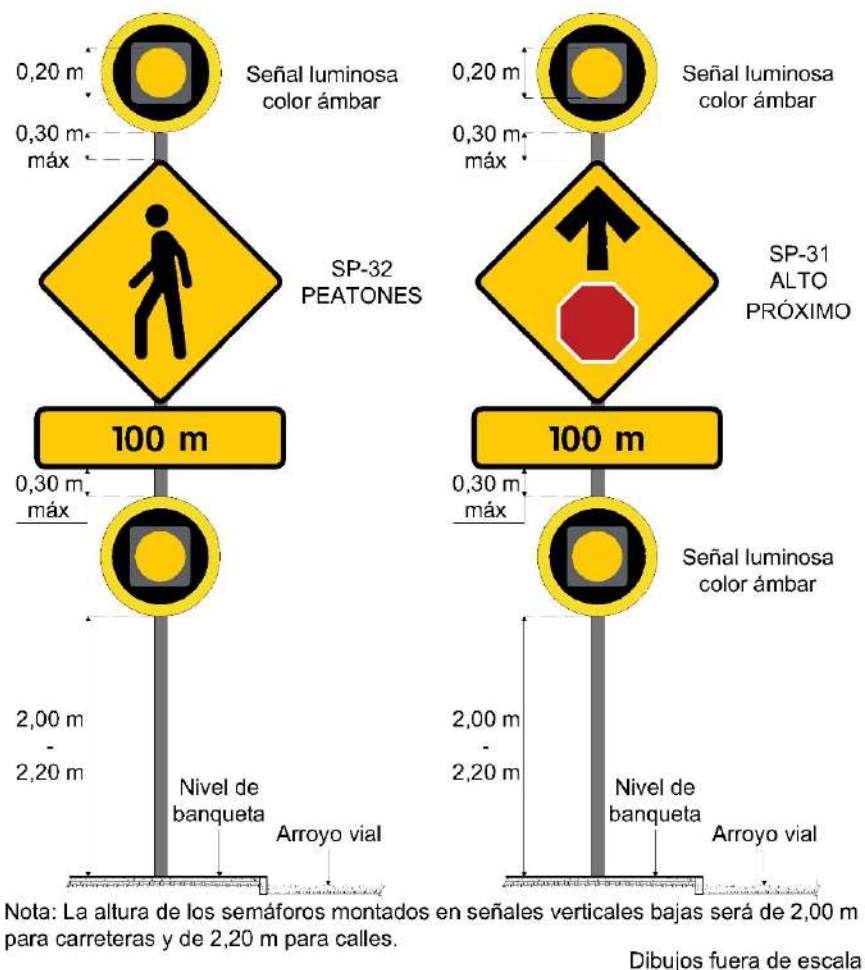 0,20 m
Señal luminosa
color ámbar
0,30 m
máx
SP-32
PEATONES
100 m
0,30 m
máx
2,00 m
-
2,20 m
Nivel de
banqueta
Arroyo vial
0,20 m
Señal luminosa
color ámbar
0,30 m
máx
SP-31
ALTO
PRÓXIMO
100 m
0,30 m
máx
Señal luminosa
color ámbar
2,00 m
-
2,20 m
Nivel de
banqueta
Arroyo vial
Nota: La altura de los semáforos montados en señales verticales bajas será de 2,00 m
para carreteras y de 2,20 m para calles.
Dibujos fuera de escala